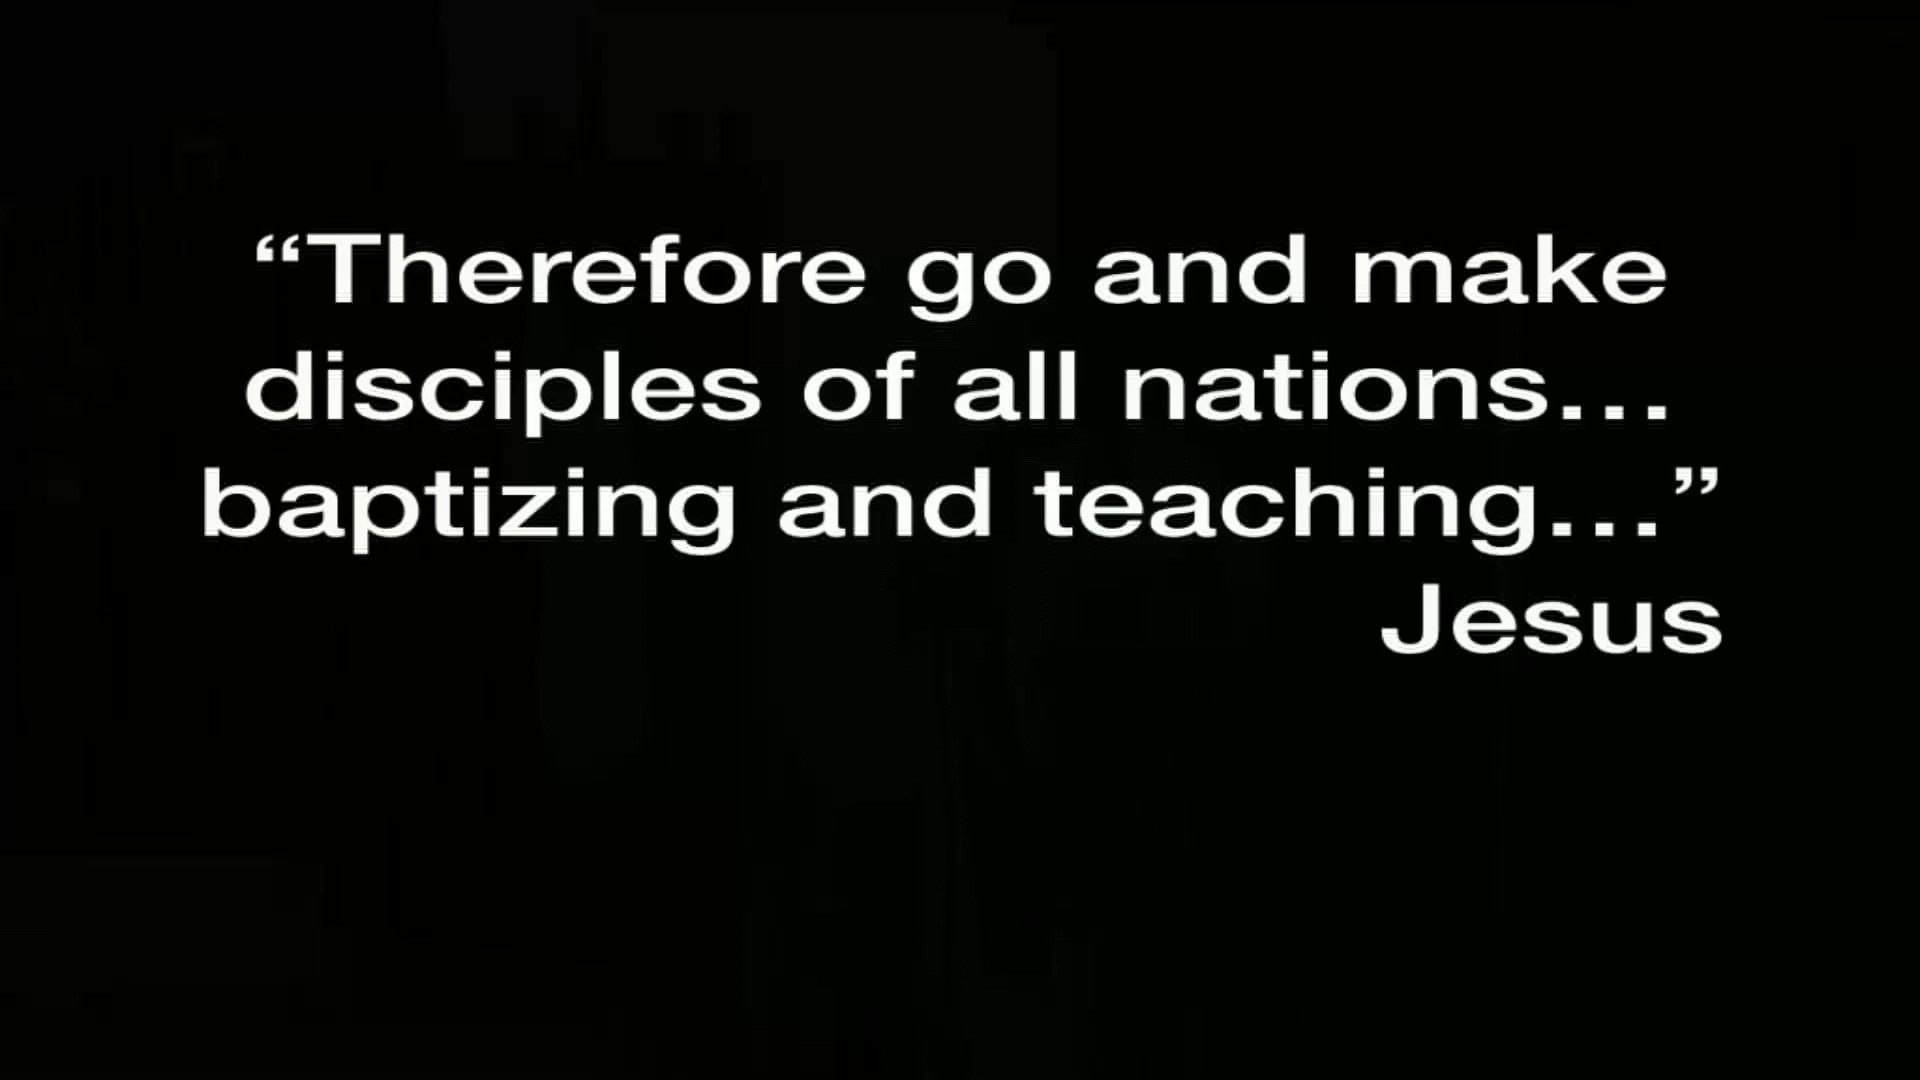 “Therefore go and make
disciples of all nations...
baptizing and teaching...”
Jesus